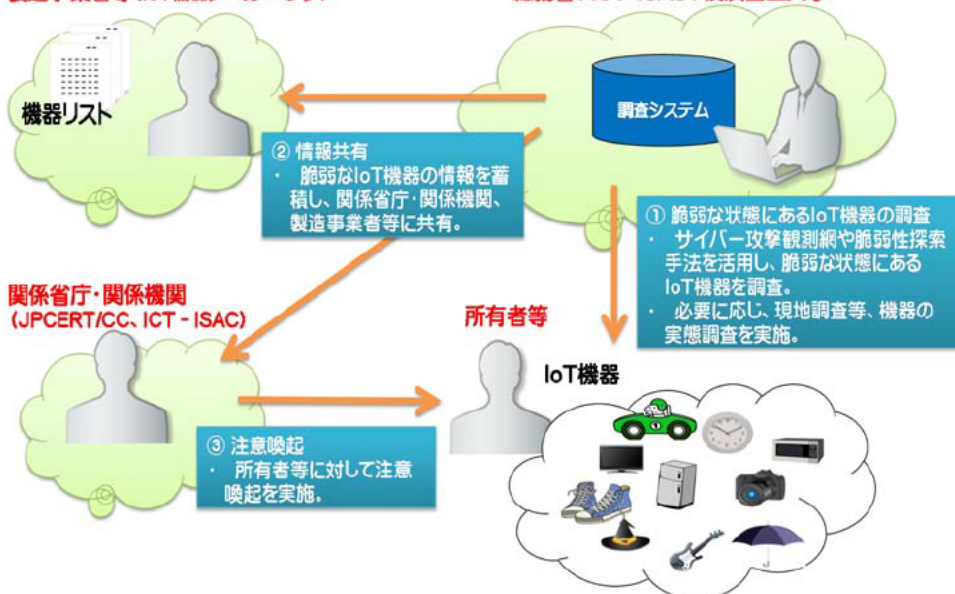 機器リスト
調査システム
② 情報共有
・ 脆弱なIoT機器の情報を蓄
積し、関係省庁・関係機関、
製造事業者等に共有。
① 脆弱な状態にあるIoT機器の調査
・ サイバー攻撃観測網や脆弱性探索
手法を活用し、脆弱な状態にある
IoT機器を調査。
・ 必要に応じ、現地調査等、機器の
実態調査を実施。
関係省庁・関係機関
(JPCERT/CC、ICT - ISAC)
所有者等
IoT機器
③ 注意喚起
・ 所有者等に対して注意
喚起を実施。